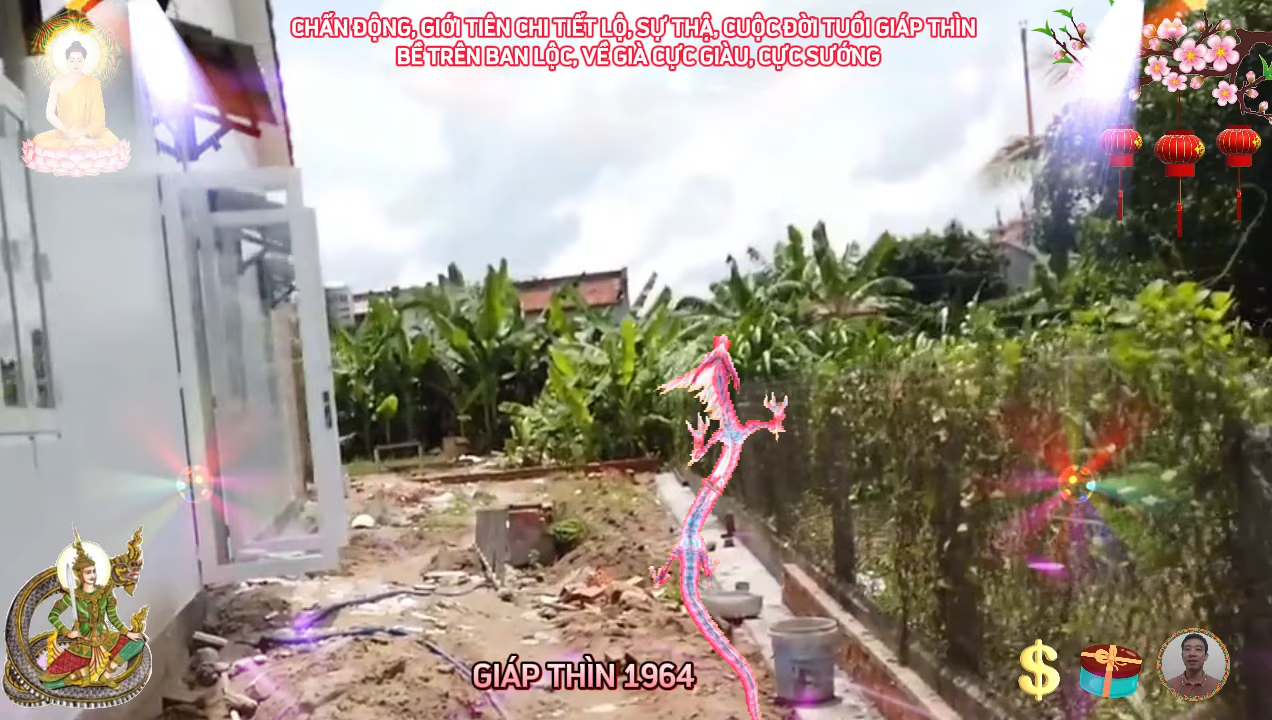 CHẤN ĐỘNG, GIỚI TIÊN CHI TIẾT LỘ, SỰ THẬ, CUỘC ĐỜI TUỔI GIÁP THÌN
BỀ TRÊN BAN LỘC, VỀ GIÀ CỰC GIÀU, CỰC SƯỚNG
GIÁP THÌN 1964